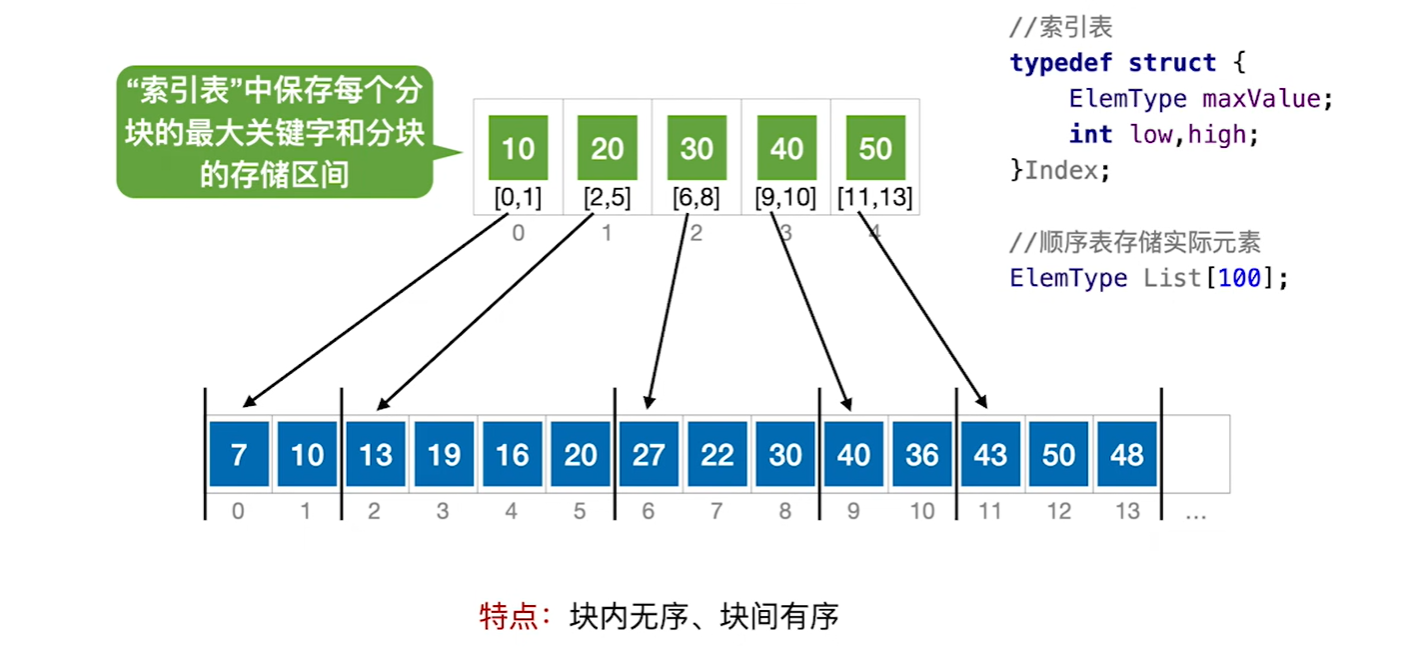 “索引表”中保存每个分
块的最大关键字和分块
的存储区间
10 20 30 40 50
[0,1] [2,5] [6,8] [9,10] [11,13]
0 1 2 3 4
//索引表
typedef struct {
ElemType maxValue;
int low,high;
}Index;
//顺序表存储实际元素
ElemType List[100];
7 10 13 19 16 20 27 22 30 40 36 43 50 48
0 1 2 3 4 5 6 7 8 9 10 11 12 13 ...
特点：块内无序、块间有序